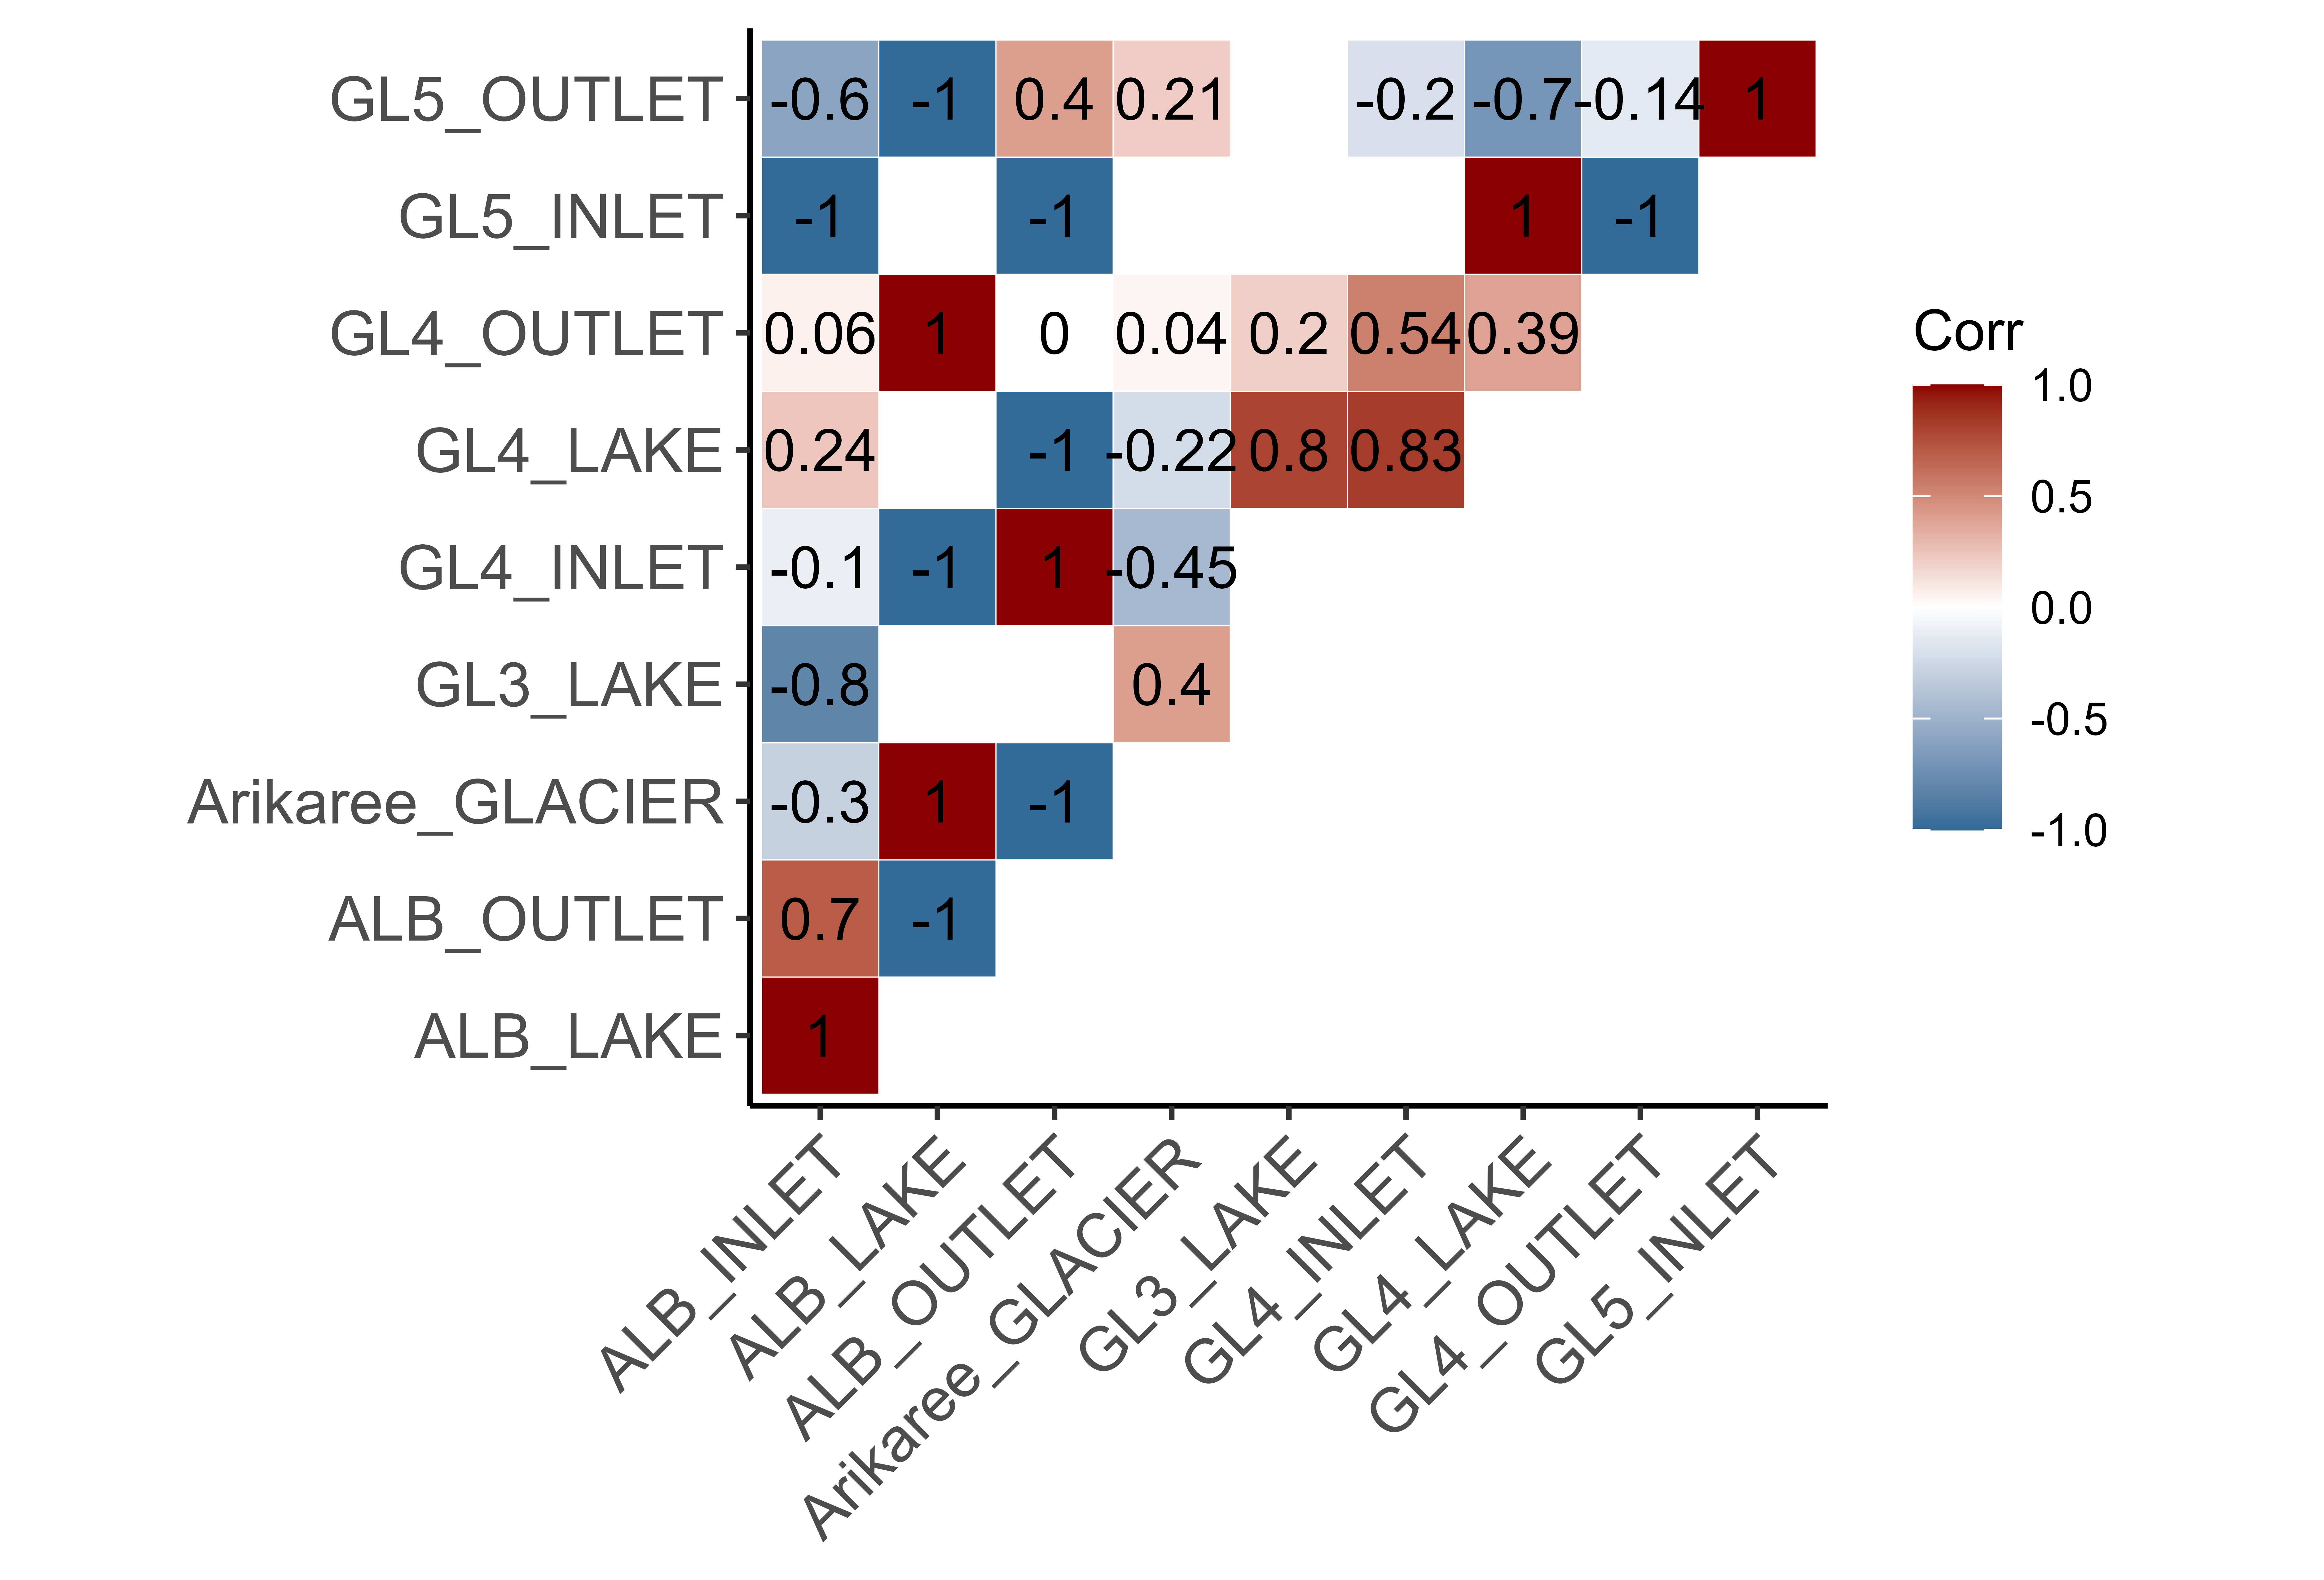 GL5_OUTLET -0.6 -1 0.4 0.21 -0.2 -0.7 -0.14 1
GL5_INLET -1 -1 1 -1
GL4_OUTLET 0.06 1 0 0.04 0.2 0.54 0.39
GL4_LAKE 0.24 -1 -0.22 0.8 0.83
GL4_INLET -0.1 -1 1 -0.45
GL3_LAKE -0.8 0.4
Arikaree_GLACIER -0.3 1 -1
ALB_OUTLET 0.7 -1
ALB_LAKE 1
ALB_INLET
ALB_LAKE
ALB_OUTLET
Arikaree_GLACIER
GL3_LAKE
GL4_INLET
GL4_LAKE
GL4_OUTLET
GL5_INLET
Corr
1.0
0.5
0.0
-0.5
-1.0